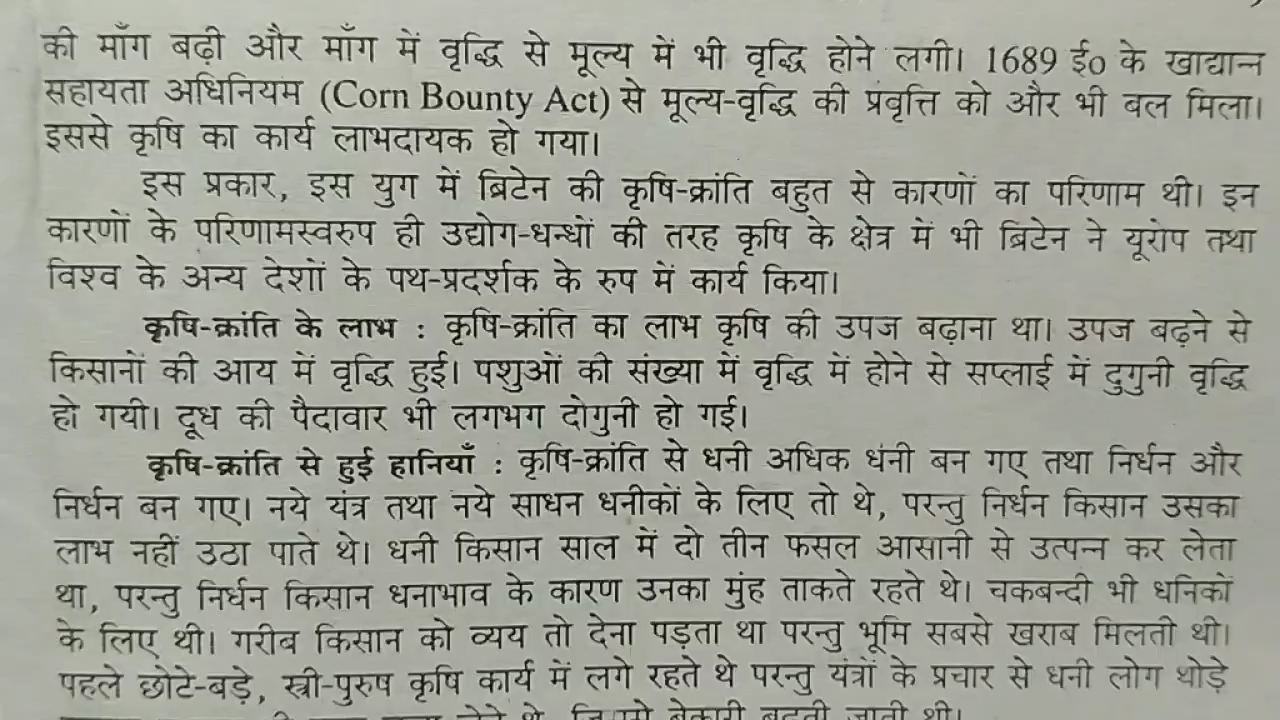 की माँग बढ़ी और माँग में वृद्धि से मूल्य में भी वृद्धि होने लगी। 1689 ई० के खाद्यान्न
सहायता अधिनियम (Corn Bounty Act) से मूल्य-वृद्धि की प्रवृत्ति को और भी बल मिला।
इससे कृषि का कार्य लाभदायक हो गया।
इस प्रकार, इस युग में ब्रिटेन की कृषि-क्रांति बहुत से कारणों का परिणाम थी। इन
कारणों के परिणामस्वरुप ही उद्योग-धन्धों की तरह कृषि के क्षेत्र में भी ब्रिटेन ने यूरोप तथा
विश्व के अन्य देशों के पथ-प्रदर्शक के रुप में कार्य किया।
कृषि-क्रांति के लाभ : कृषि-क्रांति का लाभ कृषि की उपज बढ़ाना था। उपज बढ़ने से
किसानों की आय में वृद्धि हुई। पशुओं की संख्या में वृद्धि में होने से सप्लाई में दुगुनी वृद्धि
हो गयी। दूध की पैदावार भी लगभग दोगुनी हो गई।
कृषि-क्रांति से हुई हानियाँ : कृषि-क्रांति से धनी अधिक धंनी बन गए तथा निर्धन और
निर्धन बन गए। नये यंत्र तथा नये साधन धनीकों के लिए तो थे, परन्तु निर्धन किसान उसका
लाभ नहीं उठा पाते थे। धनी किसान साल में दो तीन फसल आसानी से उत्पन्न कर लेता
था, परन्तु निर्धन किसान धनाभाव के कारण उनका मुंह ताकते रहते थे। चकबन्दी भी धनिकों
के लिए थी। गरीब किसान को व्यय तो देना पड़ता था परन्तु भूमि सबसे खराब मिलती थी।
पहले छोटे-बड़े, स्त्री-पुरुष कृषि कार्य में लगे रहते थे परन्तु यंत्रों के प्रचार से धनी लोग थोड़े
बेकारी बढ़ती जाती थी।